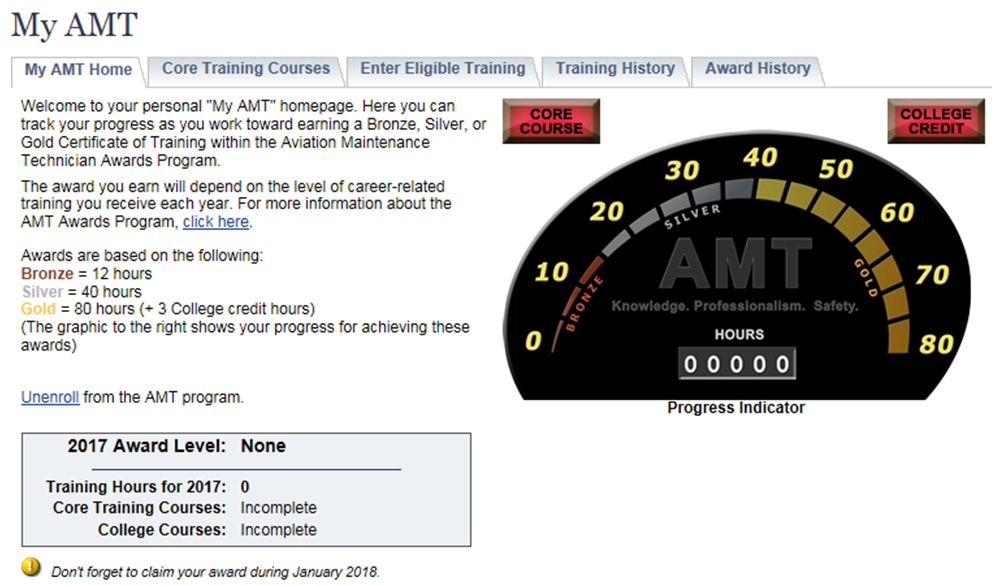 My AMT
My AMT Home
Core Training Courses
Enter Eligible Training
Training History
Award History
Welcome to your personal "My AMT" homepage. Here you can
track your progress as you work toward earning a Bronze, Silver, or
Gold Certificate of Training within the Aviation Maintenance
Technician Awards Program.
The award you earn will depend on the level of career-related
training you receive each year. For more information about the
AMT Awards Program, click here.
Awards are based on the following:
Bronze = 12 hours
Silver = 40 hours
Gold = 80 hours (+ 3 College credit hours)
(The graphic to the right shows your progress for achieving these
awards)
Unenroll from the AMT program.
2017 Award Level: None
Training Hours for 2017: 0
Core Training Courses: Incomplete
College Courses: Incomplete
Don't forget to claim your award during January 2018.
CORE
COURSE
COLLEGE
CREDIT
0
10
20
30
40
50
60
70
80
BRONZE
SILVER
GOLD
AMT
Knowledge. Professionalism. Safety.
HOURS
0 0 0 0 0
Progress Indicator